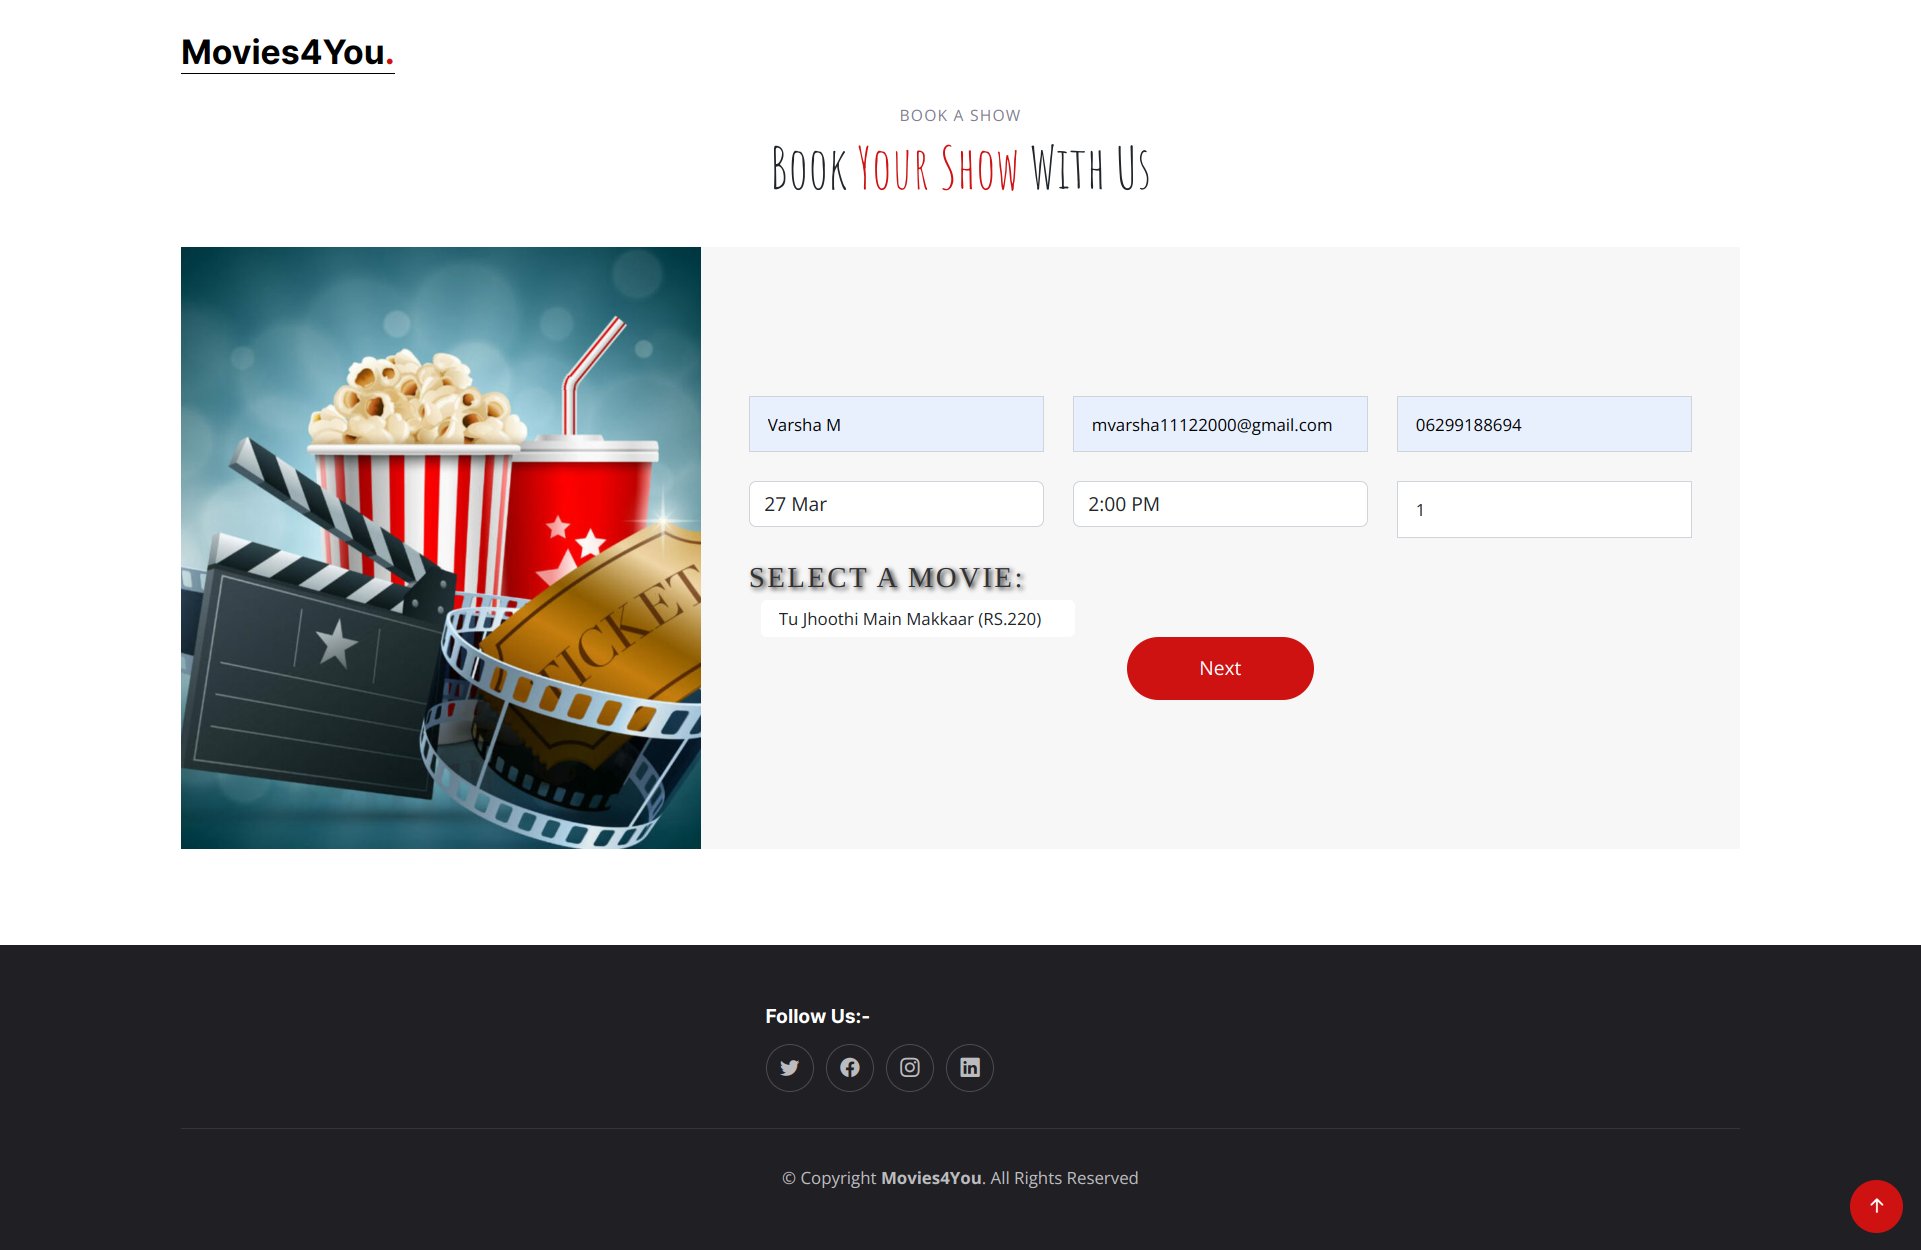 Movies4You.
BOOK A SHOW
Book Your Show With Us
TICKET
Varsha M
mvarsha11122000@gmail.com
06299188694
27 Mar
2:00 PM
1
SELECT A MOVIE:
Tu Jhoothi Main Makkaar (RS.220)
Next
Follow Us:-
© Copyright Movies4You. All Rights Reserved